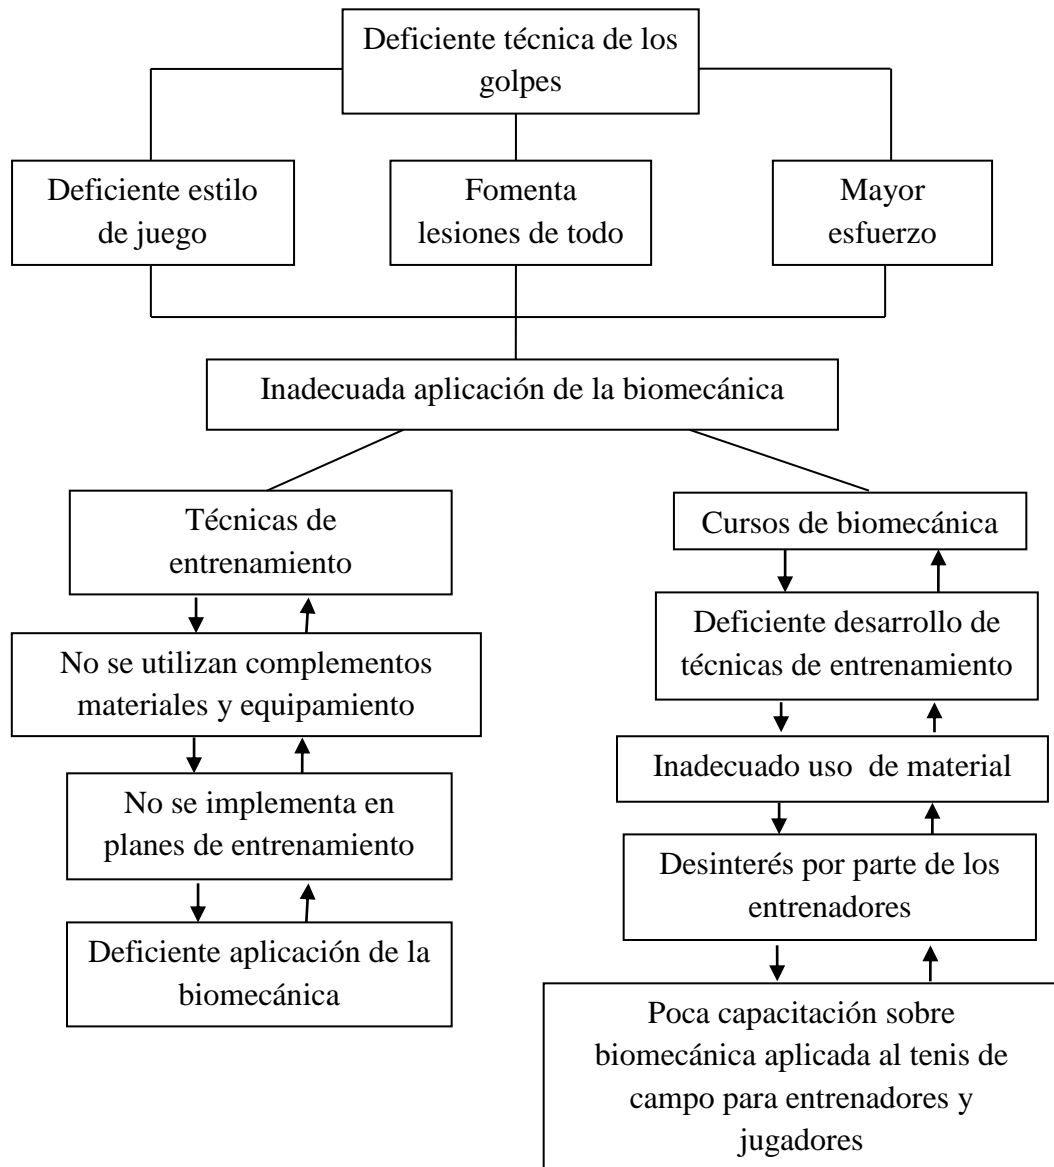 Deficiente técnica de los
golpes
Deficiente estilo
de juego
Fomenta
lesiones de todo
Mayor
esfuerzo
Inadecuada aplicación de la biomecánica
Técnicas de
entrenamiento
No se utilizan complementos
materiales y equipamiento
No se implementa en
planes de entrenamiento
Deficiente aplicación de la
biomecánica
Cursos de biomecánica
Deficiente desarrollo de
técnicas de entrenamiento
Inadecuado uso  de material
Desinterés por parte de los
entrenadores
Poca capacitación sobre
biomecánica aplicada al tenis de
campo para entrenadores y
jugadores